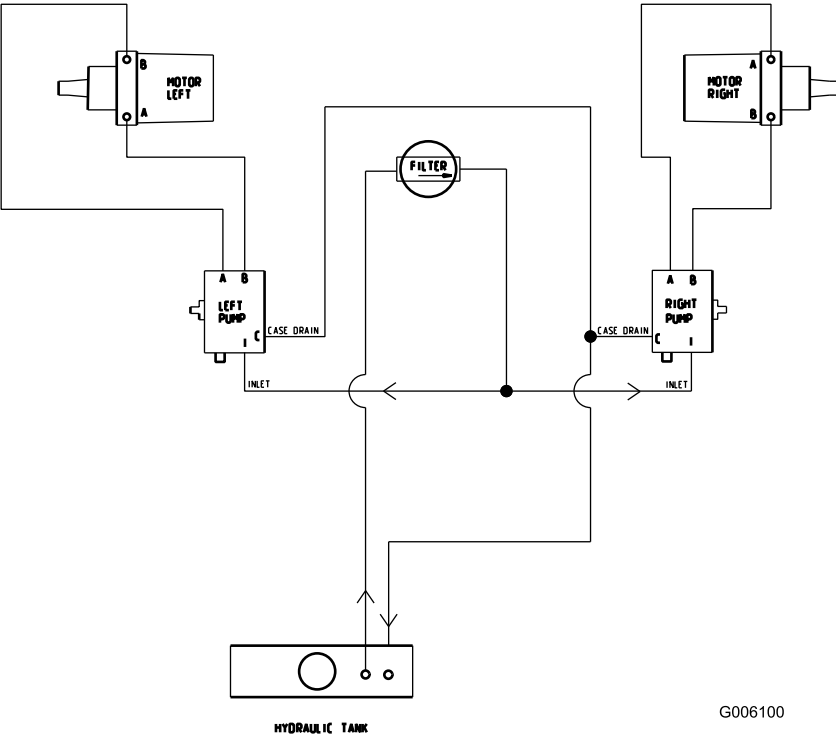 B
MOTOR
LEFT
A
A
MOTOR
RIGHT
B
FILTER
A B
LEFT
PUMP
C
I
CASE DRAIN
INLET
A B
RIGHT
PUMP
CASE DRAIN
C
I
INLET
HYDRAULIC TANK
G006100